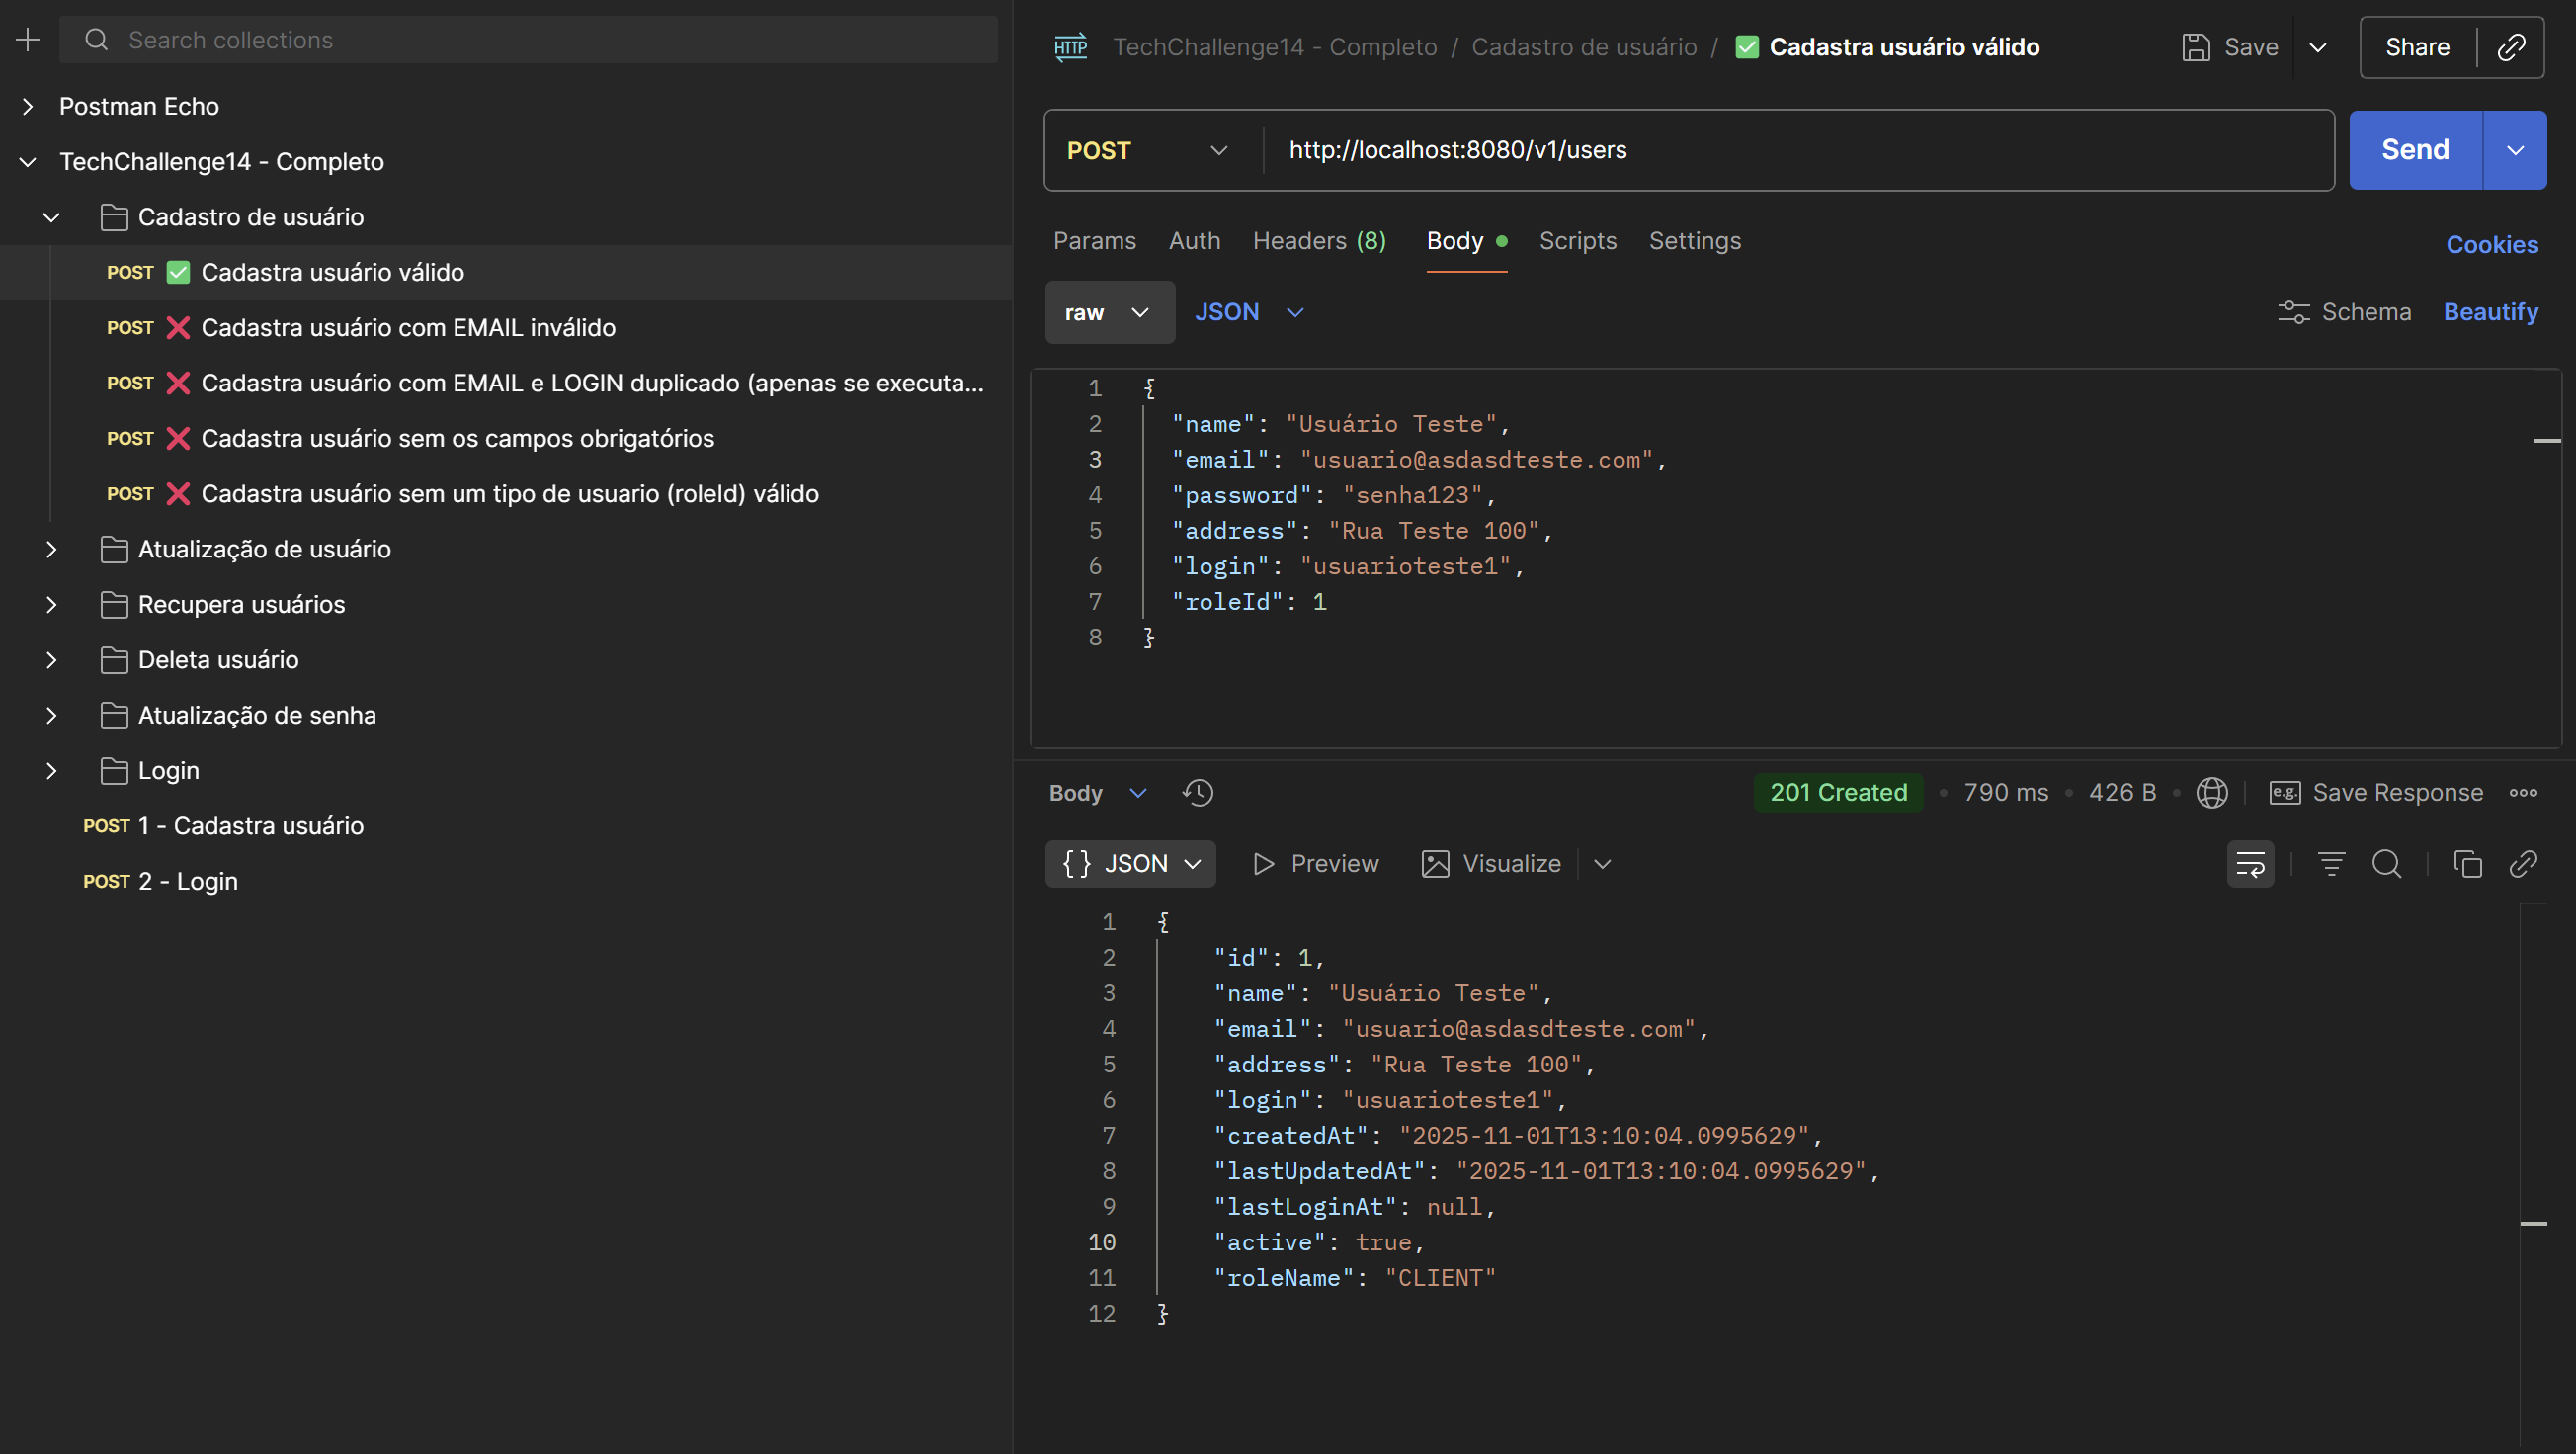 Search collections
Postman Echo
TechChallenge14 - Completo
Cadastro de usuário
POST ✅ Cadastra usuário válido
POST ❌ Cadastra usuário com EMAIL inválido
POST ❌ Cadastra usuário com EMAIL e LOGIN duplicado (apenas se executa...
POST ❌ Cadastra usuário sem os campos obrigatórios
POST ❌ Cadastra usuário sem um tipo de usuario (roleId) válido
Atualização de usuário
Recupera usuários
Deleta usuário
Atualização de senha
Login
POST 1 - Cadastra usuário
POST 2 - Login
HTTP TechChallenge14 - Completo / Cadastro de usuário / ✅ Cadastra usuário válido
Save
Share
POST http://localhost:8080/v1/users
Send
Params Auth Headers (8) Body Scripts Settings
Cookies
raw JSON
Schema Beautify
1 {
2 "name": "Usuário Teste",
3 "email": "usuario@asdasdteste.com",
4 "password": "senha123",
5 "address": "Rua Teste 100",
6 "login": "usuarioteste1",
7 "roleId": 1
8 }
Body
201 Created • 790 ms • 426 B
e.g. Save Response
{} JSON Preview Visualize
1 {
2 "id": 1,
3 "name": "Usuário Teste",
4 "email": "usuario@asdasdteste.com",
5 "address": "Rua Teste 100",
6 "login": "usuarioteste1",
7 "createdAt": "2025-11-01T13:10:04.0995629",
8 "lastUpdatedAt": "2025-11-01T13:10:04.0995629",
9 "lastLoginAt": null,
10 "active": true,
11 "roleName": "CLIENT"
12 }